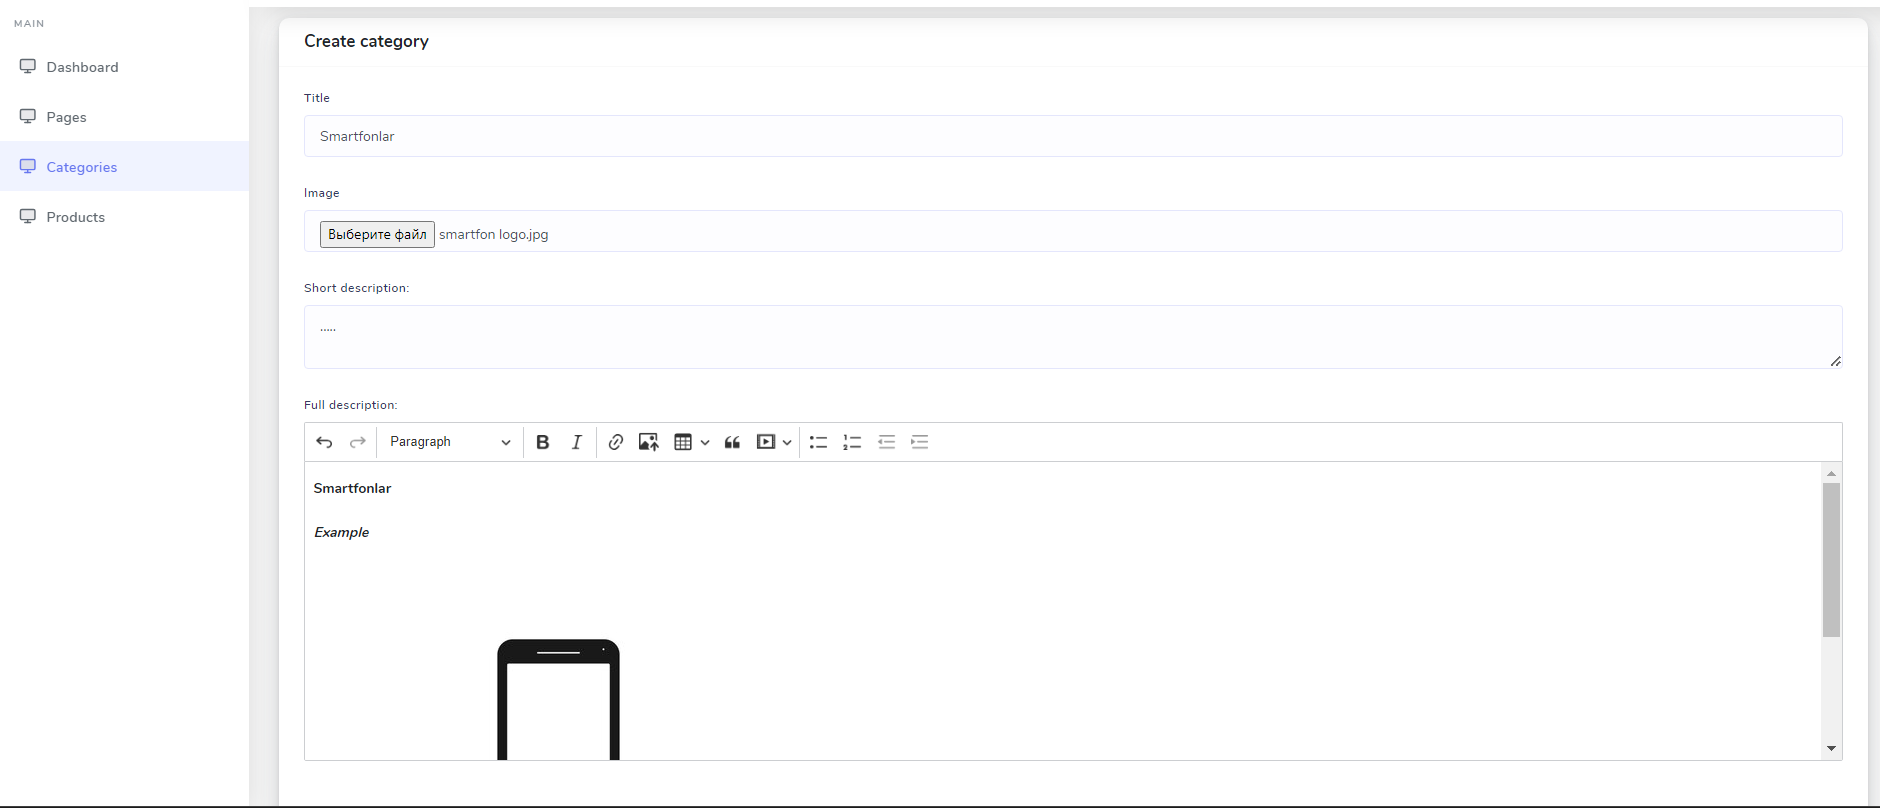 MAIN
Dashboard
Pages
Categories
Products
Create category
Title
Smartfonlar
Image
Выберите файл smartfon logo.jpg
Short description:
.....
Full description:
Paragraph
Smartfonlar
Example